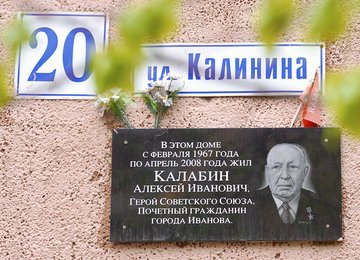 20
ул. Калинина
В ЭТОМ ДОМЕ
С ФЕВРАЛЯ 1967 ГОДА
ПО АПРЕЛЬ 2008 ГОДА ЖИЛ
КАЛАБИН
АЛЕКСЕЙ ИВАНОВИЧ,
ГЕРОЙ СОВЕТСКОГО СОЮЗА,
ПОЧЕТНЫЙ ГРАЖДАНИН
ГОРОДА ИВАНОВА.